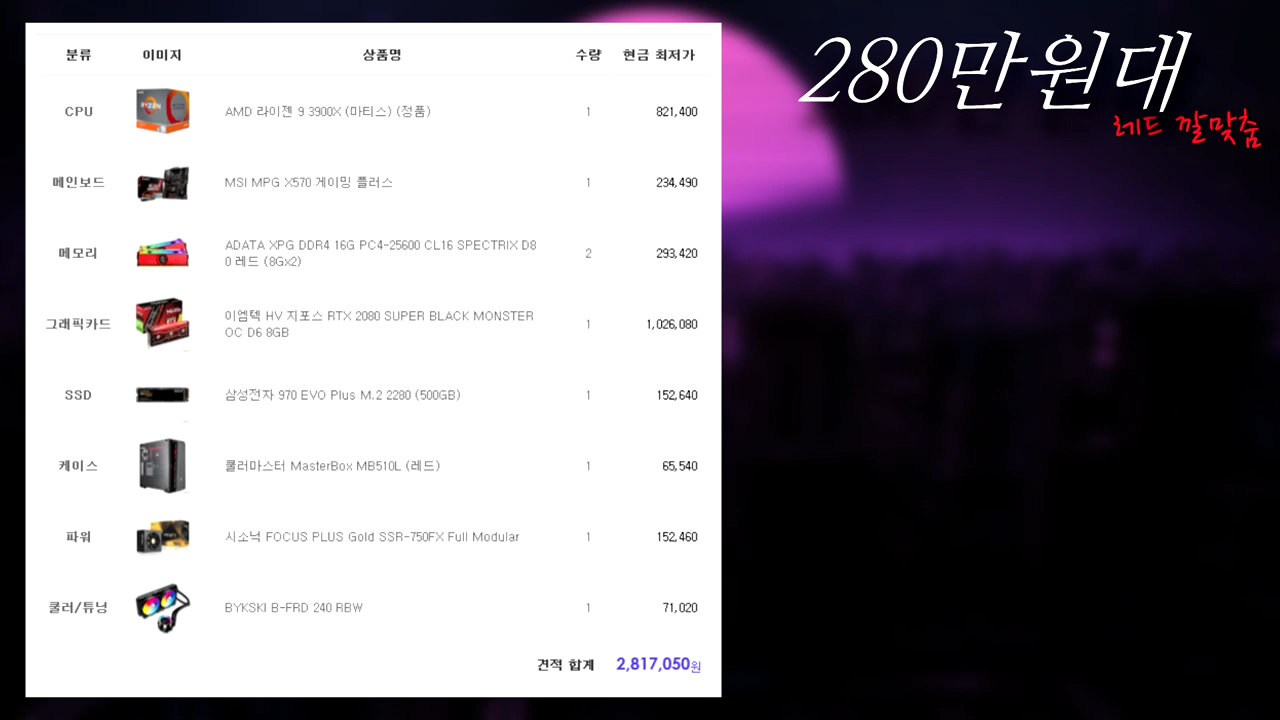 280만원대
레드 깔맞춤
분류 이미지 상품명 수량 현금 최저가
CPU AMD 라이젠 9 3900X (마티스) (정품) 1 821,400
메인보드 MSI MPG X570 게이밍 플러스 1 234,490
메모리 ADATA XPG DDR4 16G PC4-25600 CL16 SPECTRIX D8
0 레드 (8Gx2) 2 293,420
그래픽카드 이엠텍 HV 지포스 RTX 2080 SUPER BLACK MONSTER
OC D6 8GB 1 1,026,080
SSD 삼성전자 970 EVO Plus M.2 2280 (500GB) 1 152,640
케이스 쿨러마스터 MasterBox MB510L (레드) 1 65,540
파워 시소닉 FOCUS PLUS Gold SSR-750FX Full Modular 1 152,460
쿨러/튜닝 BYKSKI B-FRD 240 RBW 1 71,020
견적 합계 2,817,050원